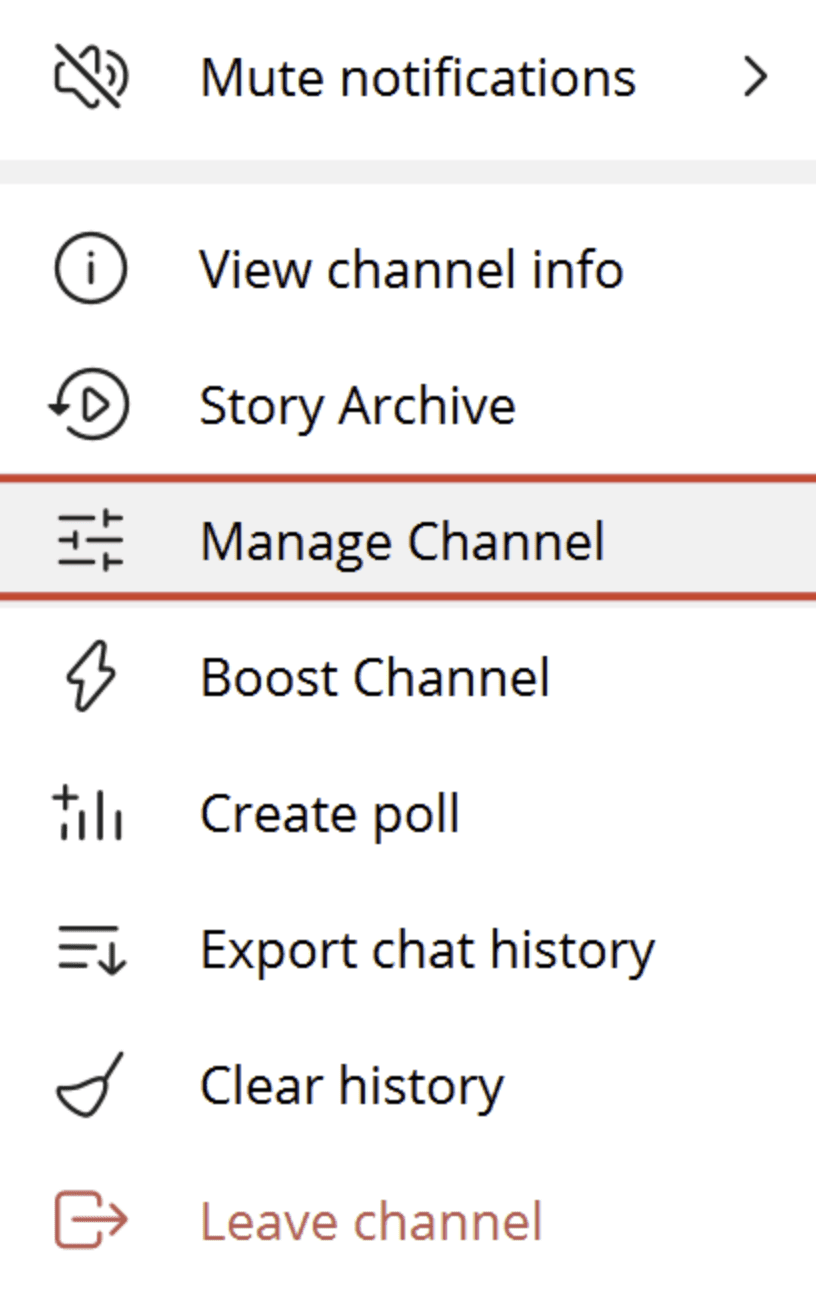 Mute notifications
View channel info
Story Archive
Manage Channel
Boost Channel
Create poll
Export chat history
Clear history
Leave channel